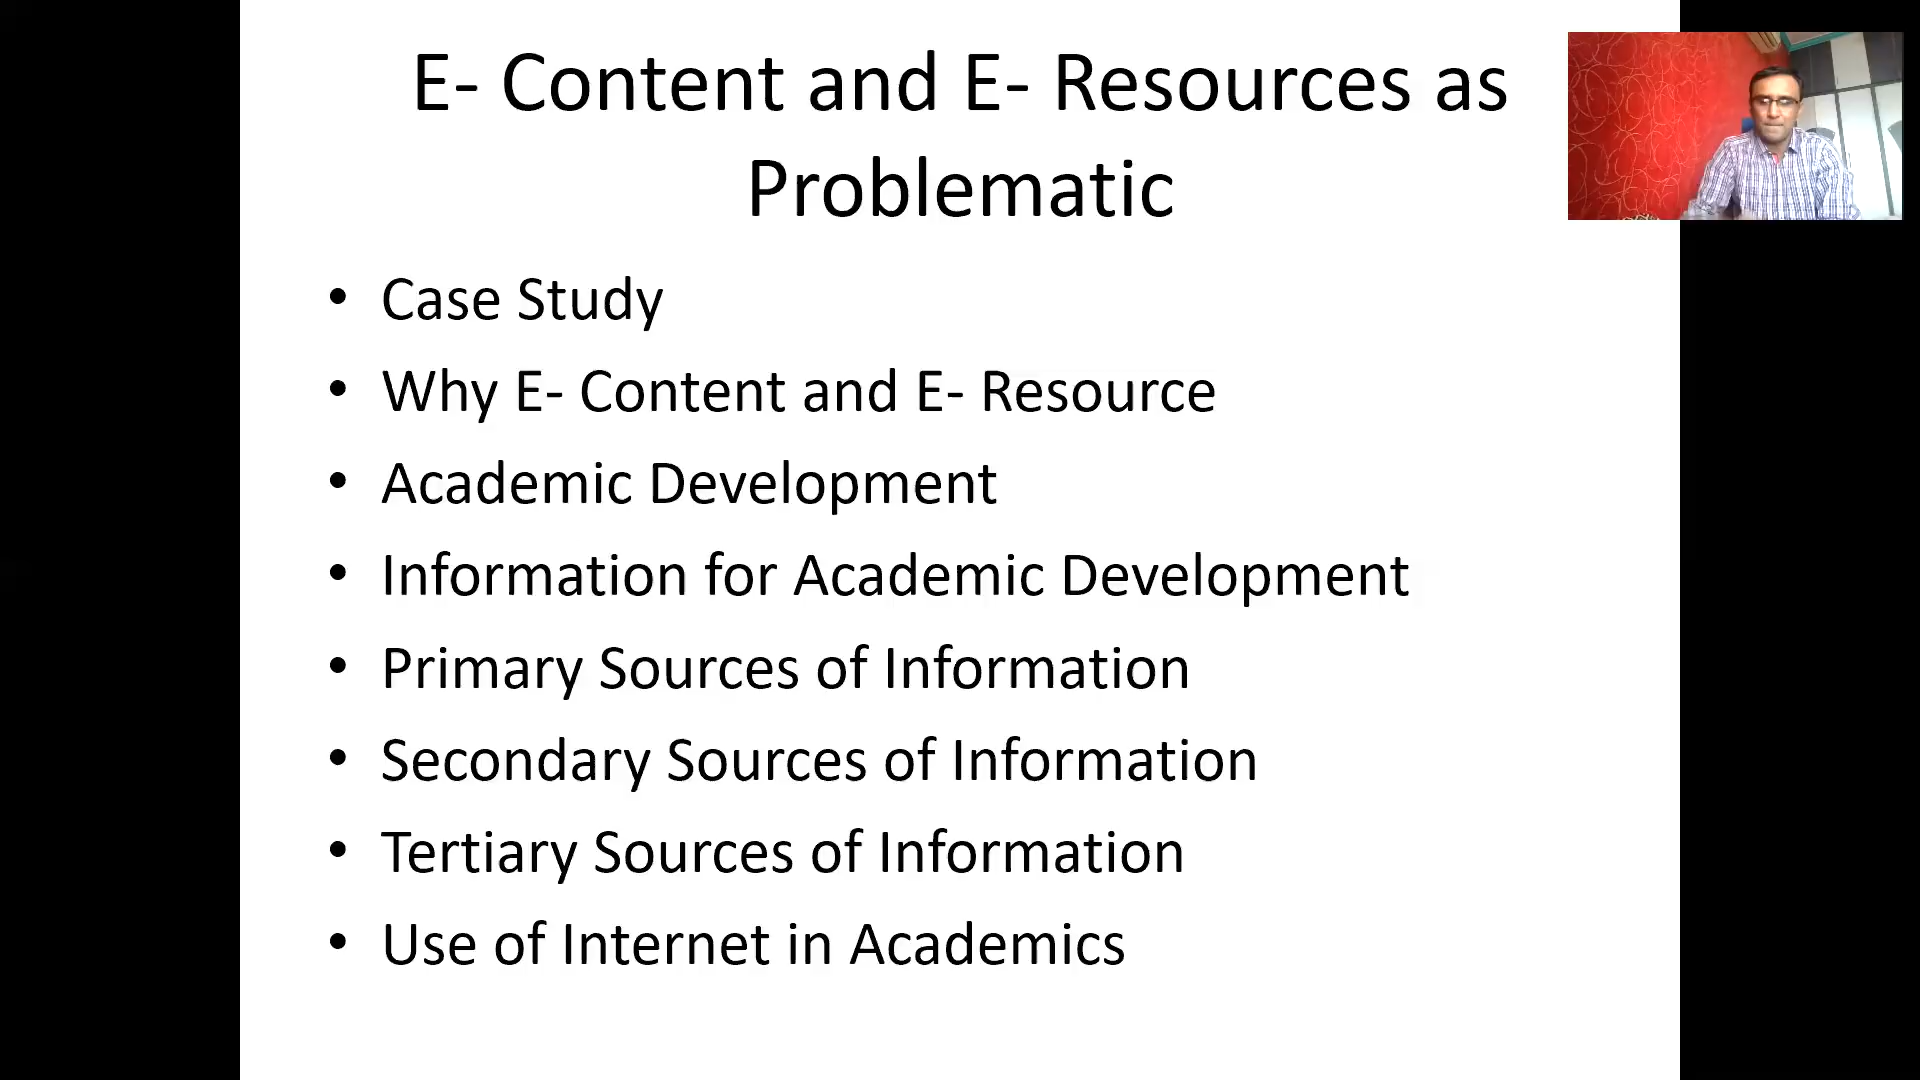 E- Content and E- Resources as
Problematic
• Case Study
• Why E- Content and E- Resource
• Academic Development
• Information for Academic Development
• Primary Sources of Information
• Secondary Sources of Information
• Tertiary Sources of Information
• Use of Internet in Academics